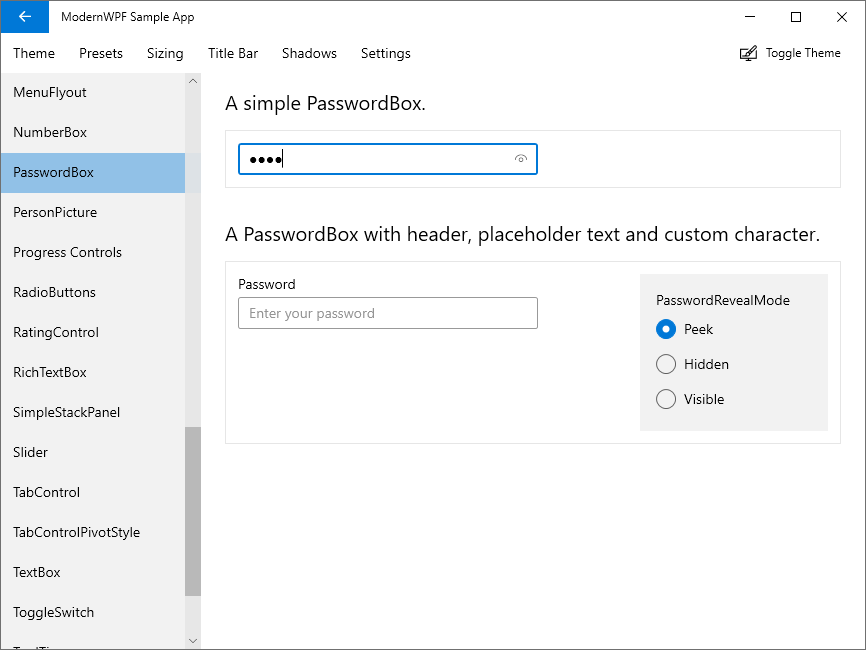 ModernWPF Sample App
Theme Presets Sizing Title Bar Shadows Settings Toggle Theme
MenuFlyout
NumberBox
PasswordBox
PersonPicture
Progress Controls
RadioButtons
RatingControl
RichTextBox
SimpleStackPanel
Slider
TabControl
TabControlPivotStyle
TextBox
ToggleSwitch
A simple PasswordBox.
●●●●
A PasswordBox with header, placeholder text and custom character.
Password
Enter your password
PasswordRevealMode
Peek
Hidden
Visible